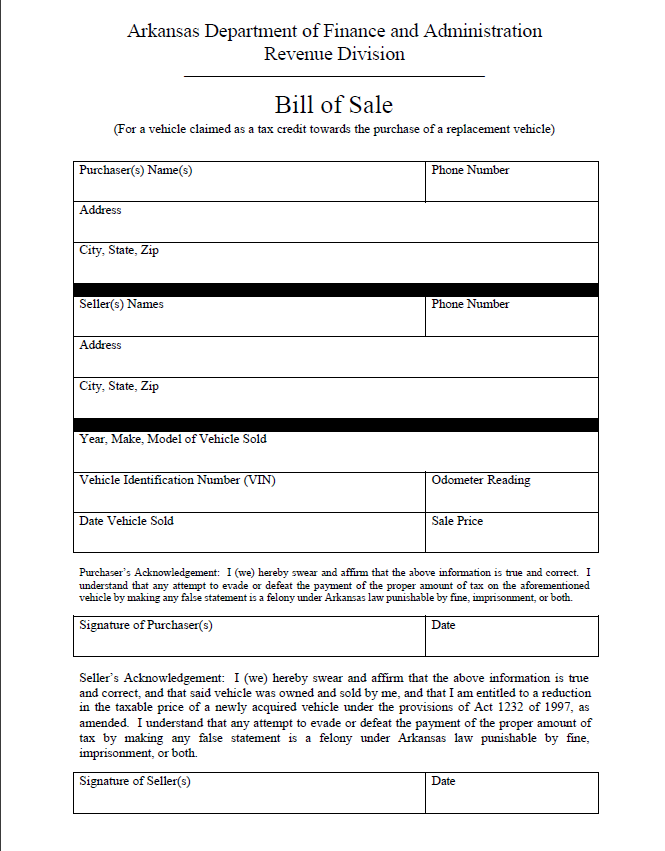 Arkansas Department of Finance and Administration
Revenue Division
Bill of Sale
(For a vehicle claimed as a tax credit towards the purchase of a replacement vehicle)
Purchaser(s) Name(s)
Phone Number
Address
City, State, Zip
Seller(s) Names
Phone Number
Address
City, State, Zip
Year, Make, Model of Vehicle Sold
Vehicle Identification Number (VIN)
Odometer Reading
Date Vehicle Sold
Sale Price
Purchaser's Acknowledgement: I (we) hereby swear and affirm that the above information is true and correct. I
understand that any attempt to evade or defeat the payment of the proper amount of tax on the aforementioned
vehicle by making any false statement is a felony under Arkansas law punishable by fine, imprisonment, or both.
Signature of Purchaser(s)
Date
Seller's Acknowledgement: I (we) hereby swear and affirm that the above information is true
and correct, and that said vehicle was owned and sold by me, and that I am entitled to a reduction
in the taxable price of a newly acquired vehicle under the provisions of Act 1232 of 1997, as
amended. I understand that any attempt to evade or defeat the payment of the proper amount of
tax by making any false statement is a felony under Arkansas law punishable by fine,
imprisonment, or both.
Signature of Seller(s)
Date